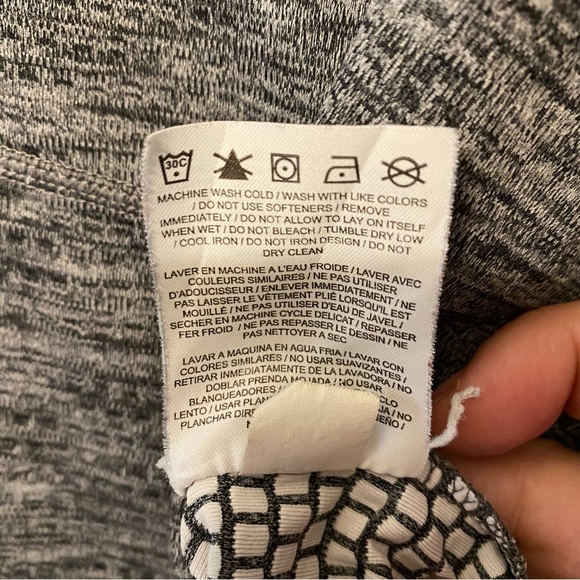 30C
MACHINE WASH COLD / WASH WITH LIKE COLORS
/ DO NOT USE SOFTENERS / REMOVE
IMMEDIATELY / DO NOT ALLOW TO LAY ON ITSELF
WHEN WET / DO NOT BLEACH / TUMBLE DRY LOW
/ COOL IRON / DO NOT IRON DESIGN / DO NOT
DRY CLEAN
LAVER EN MACHINE A L'EAU FROIDE / LAVER AVEC
COULEURS SIMILAIRES / NE PAS UTILISER
D'ADOUCISSEUR / ENLEVER IMMEDIATEMENT / NE
PAS LAISSER LE VÊTEMENT PLIÉ LORSQU'IL EST
MOUILLÉ / NE PAS UTILISER D'EAU DE JAVEL /
SECHER EN MACHINE CYCLE DELICAT / REPASSER
FER FROID / NE PAS REPASSER LE DESSIN / NE
PAS NETTOYER A SEC
LAVAR A MAQUINA EN AGUA FRIA / LAVAR CON
COLORES SIMILARES / NO USAR SUAVIZANTES /
RETIRAR INMEDIATAMENTE DE LA LAVADORA / NO
DOBLAR PRENDA MOJADA / NO USAR
BLANQUEADORES /
LENTO / USAR
PLANCHAR